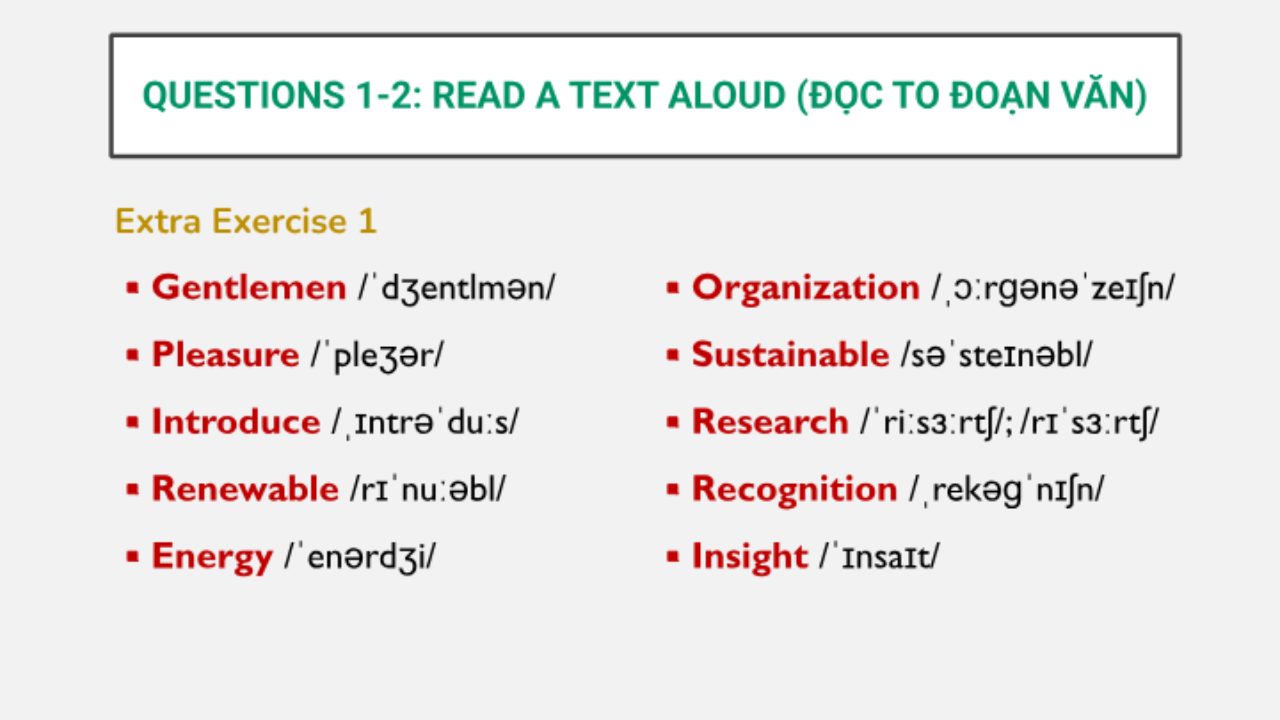 QUESTIONS 1-2: READ A TEXT ALOUD (ĐỌC TO ĐOẠN VĂN)
Extra Exercise 1
▪ Gentlemen /ˈdʒentlmən/
▪ Pleasure /ˈpleʒər/
▪ Introduce /ˌɪntrəˈduːs/
▪ Renewable /rɪˈnuːəbl/
▪ Energy /ˈenərdʒi/
▪ Organization /ˌɔːrɡənəˈzeɪʃn/
▪ Sustainable /səˈsteɪnəbl/
▪ Research /ˈriːsɜːrtʃ/; /rɪˈsɜːrtʃ/
▪ Recognition /ˌrekəɡˈnɪʃn/
▪ Insight /ˈɪnsaɪt/